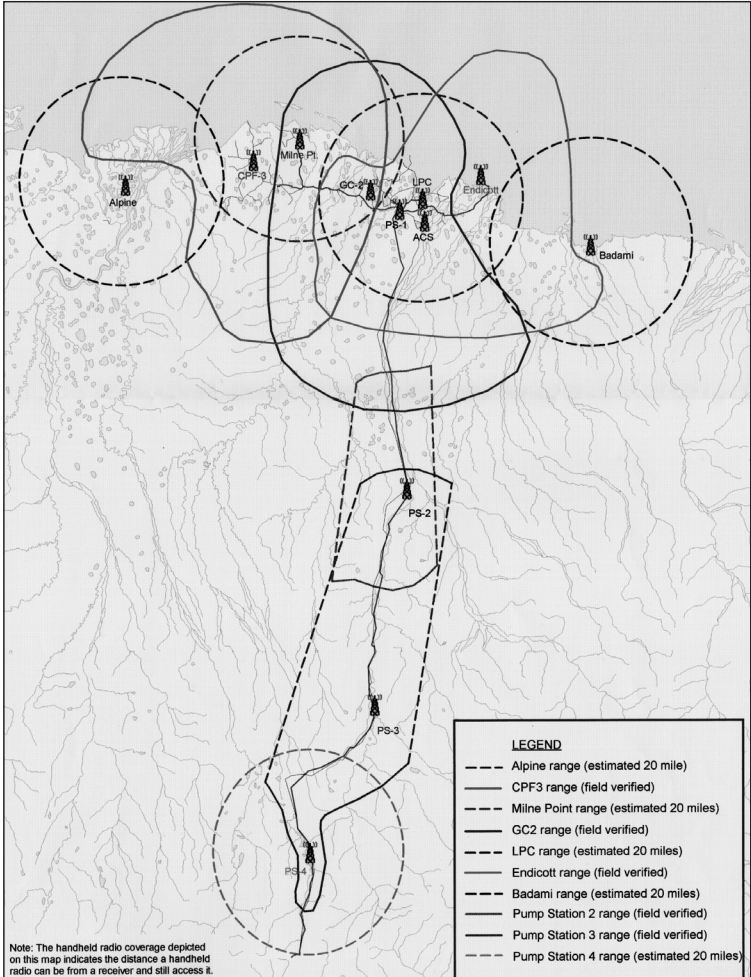 Milne Pt.
CPF-3
Alpine
GC-2
LPC
Endicott
PS-1
ACS
Badami
PS-2
PS-3
PS-4
LEGEND
Alpine range (estimated 20 mile)
CPF3 range (field verified)
Milne Point range (estimated 20 miles)
GC2 range (field verified)
LPC range (estimated 20 miles)
Endicott range (field verified)
Badami range (estimated 20 miles)
Pump Station 2 range (field verified)
Pump Station 3 range (field verified)
Pump Station 4 range (estimated 20 miles)
Note: The handheld radio coverage depicted
on this map indicates the distance a handheld
radio can be from a receiver and still access it.